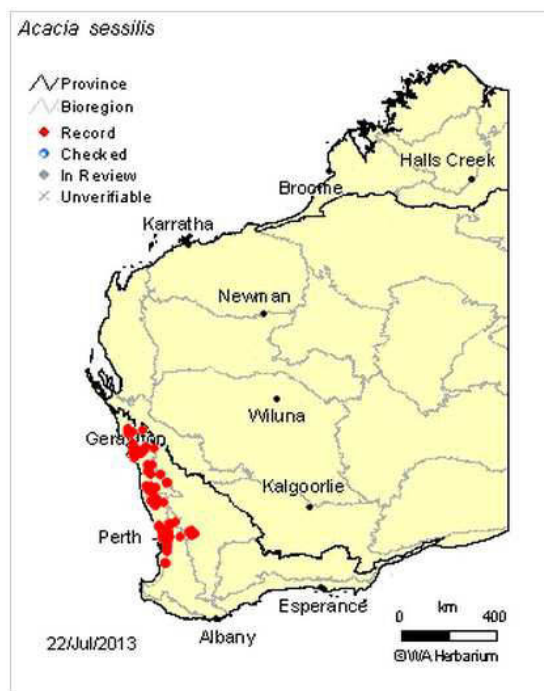 Acacia sessilis
Province
Bioregion
Record
Checked
In Review
Unverifiable
Halls Creek
Broome
Karratha
Newman
Wiluna
Geraldton
Kalgoorlie
Perth
Esperance
Albany
0 km 400
22/Jul/2013
©WA Herbarium